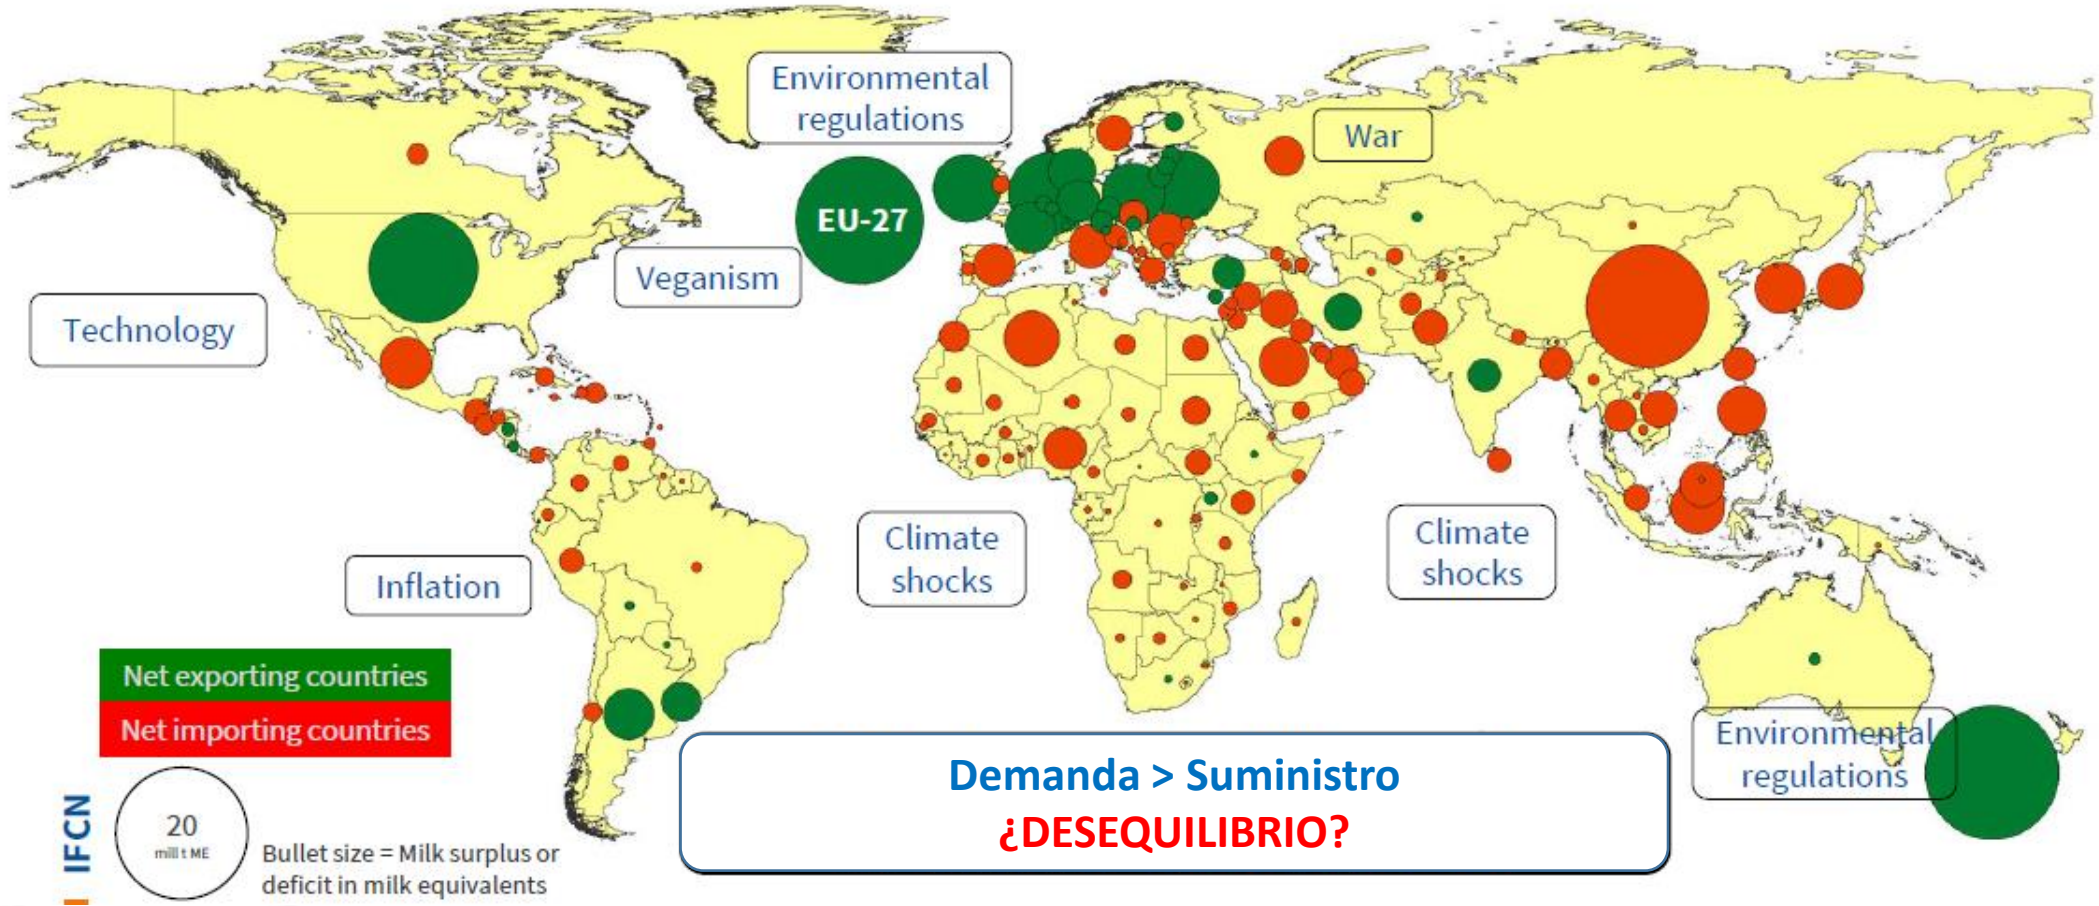 Environmental
regulations
War
EU-27
Veganism
Technology
Climate
shocks
Climate
shocks
Inflation
Net exporting countries
Net importing countries
Environmental
regulations
Demanda > Suministro
¿DESEQUILIBRIO?
IFCN
20
mill t ME
Bullet size = Milk surplus or
deficit in milk equivalents